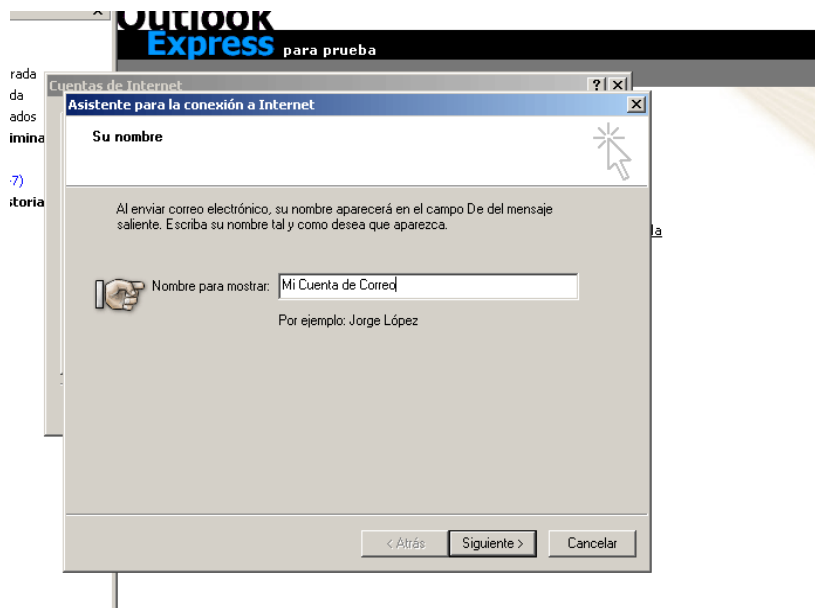 Outlook
Express para prueba
rada
da
ados
imina
-7)
storia
Cuentas de Internet
Asistente para la conexión a Internet
Su nombre
Al enviar correo electrónico, su nombre aparecerá en el campo De del mensaje
saliente. Escriba su nombre tal y como desea que aparezca.
la
Nombre para mostrar: Mi Cuenta de Correo
Por ejemplo: Jorge López
< Atrás Siguiente > Cancelar